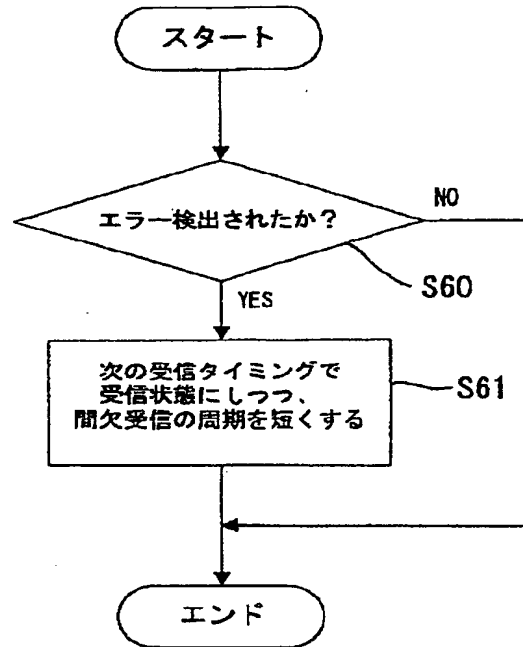 スタート
エラー検出されたか？
NO
S60
YES
次の受信タイミングで
受信状態にしつつ、
間欠受信の周期を短くする
S61
エンド